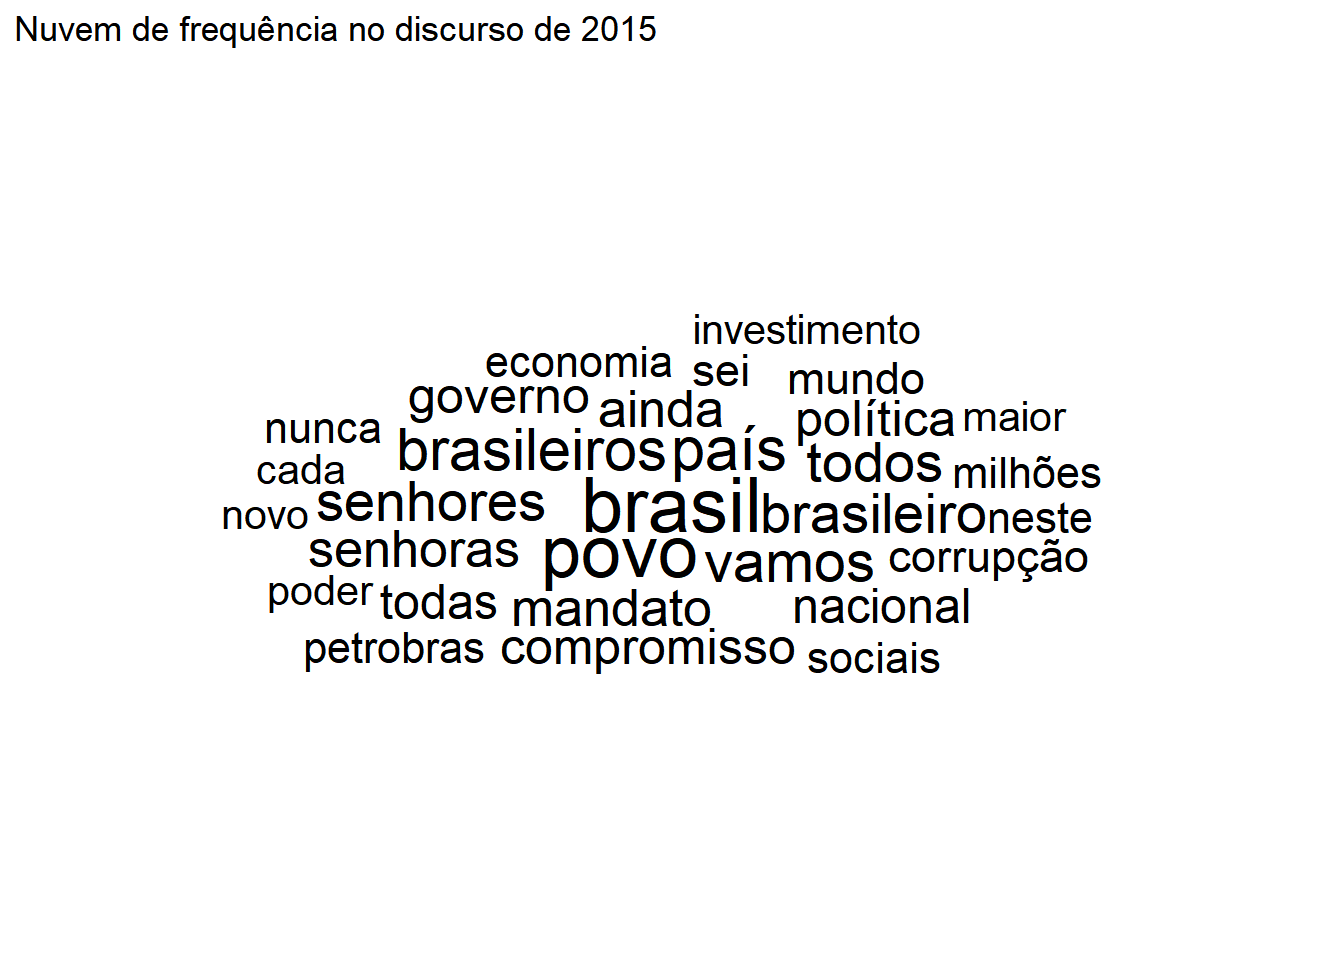 Nuvem de frequência no discurso de 2015
investimento
economia sei mundo
governo ainda política maior
nunca brasileiros país todos
cada milhões
novo senhores brasil brasileiro neste
senhoras povo vamos corrupção
poder todas mandato nacional
petrobras compromisso sociais